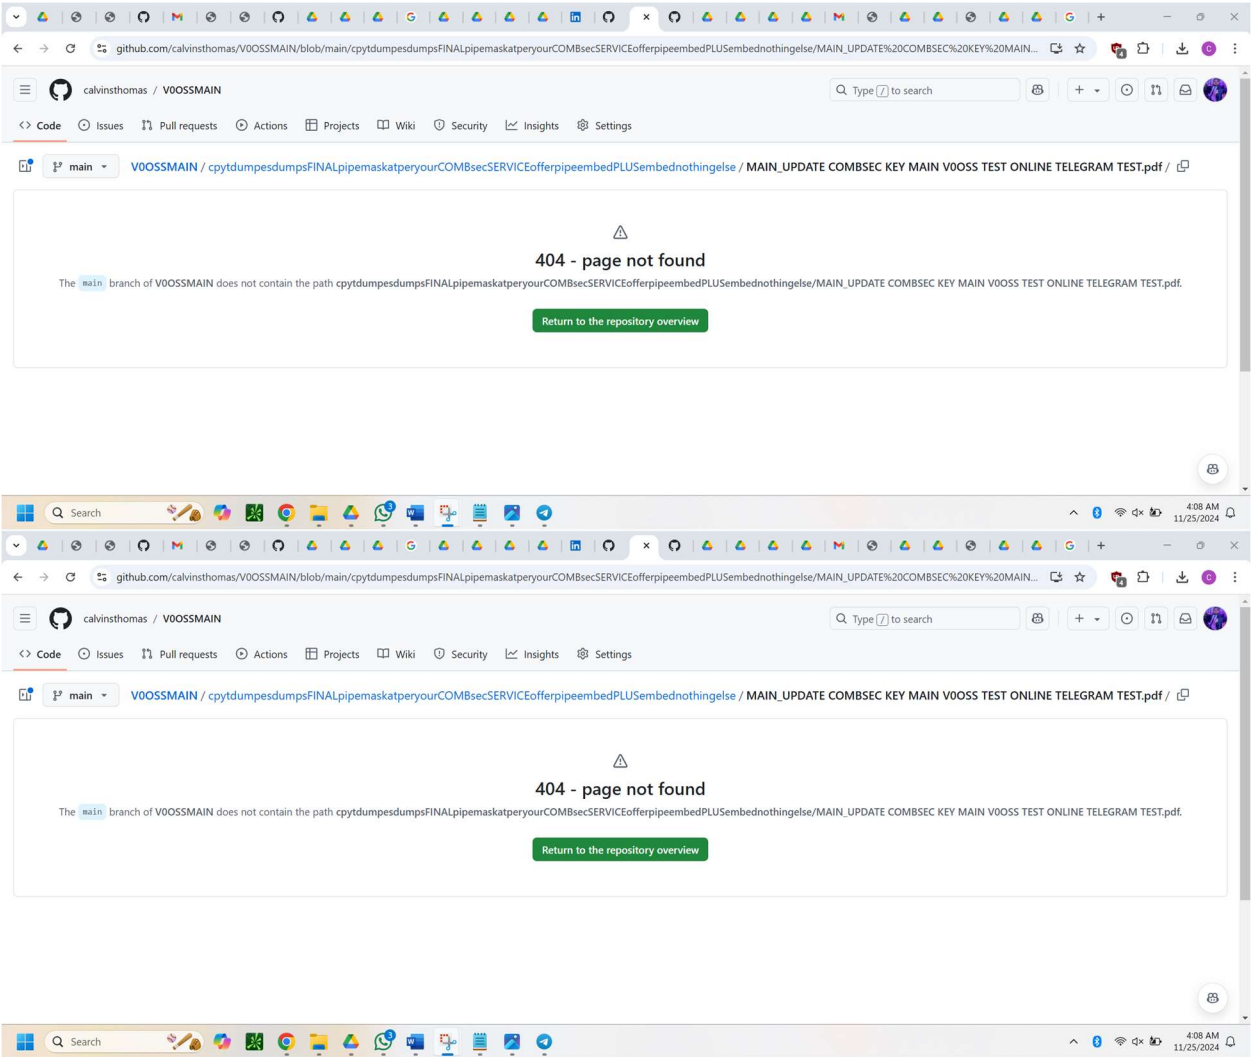 github.com/calvinsthomas/V0OSSMAIN/blob/main/cpytdumpesdumpsFINALpipemaskatperyourCOMBsecSERVICEofferpipeembedPLUSembednothingelse/MAIN_UPDATE%20COMBSEC%20KEY%20MAIN...
4
C
calvinsthomas / V0OSSMAIN
Type / to search
<> Code Issues Pull requests Actions Projects Wiki Security Insights Settings
main V0OSSMAIN / cpytdumpesdumpsFINALpipemaskatperyourCOMBsecSERVICEofferpipeembedPLUSembednothingelse / MAIN_UPDATE COMBSEC KEY MAIN V0OSS TEST ONLINE TELEGRAM TEST.pdf /
404 - page not found
The main branch of V0OSSMAIN does not contain the path cpytdumpesdumpsFINALpipemaskatperyourCOMBsecSERVICEofferpipeembedPLUSembednothingelse/MAIN_UPDATE COMBSEC KEY MAIN V0OSS TEST ONLINE TELEGRAM TEST.pdf.
Return to the repository overview
Search
3
4:08 AM
11/25/2024
github.com/calvinsthomas/V0OSSMAIN/blob/main/cpytdumpesdumpsFINALpipemaskatperyourCOMBsecSERVICEofferpipeembedPLUSembednothingelse/MAIN_UPDATE%20COMBSEC%20KEY%20MAIN...
4
C
calvinsthomas / V0OSSMAIN
Type / to search
<> Code Issues Pull requests Actions Projects Wiki Security Insights Settings
main V0OSSMAIN / cpytdumpesdumpsFINALpipemaskatperyourCOMBsecSERVICEofferpipeembedPLUSembednothingelse / MAIN_UPDATE COMBSEC KEY MAIN V0OSS TEST ONLINE TELEGRAM TEST.pdf /
404 - page not found
The main branch of V0OSSMAIN does not contain the path cpytdumpesdumpsFINALpipemaskatperyourCOMBsecSERVICEofferpipeembedPLUSembednothingelse/MAIN_UPDATE COMBSEC KEY MAIN V0OSS TEST ONLINE TELEGRAM TEST.pdf.
Return to the repository overview
Search
3
4:08 AM
11/25/2024